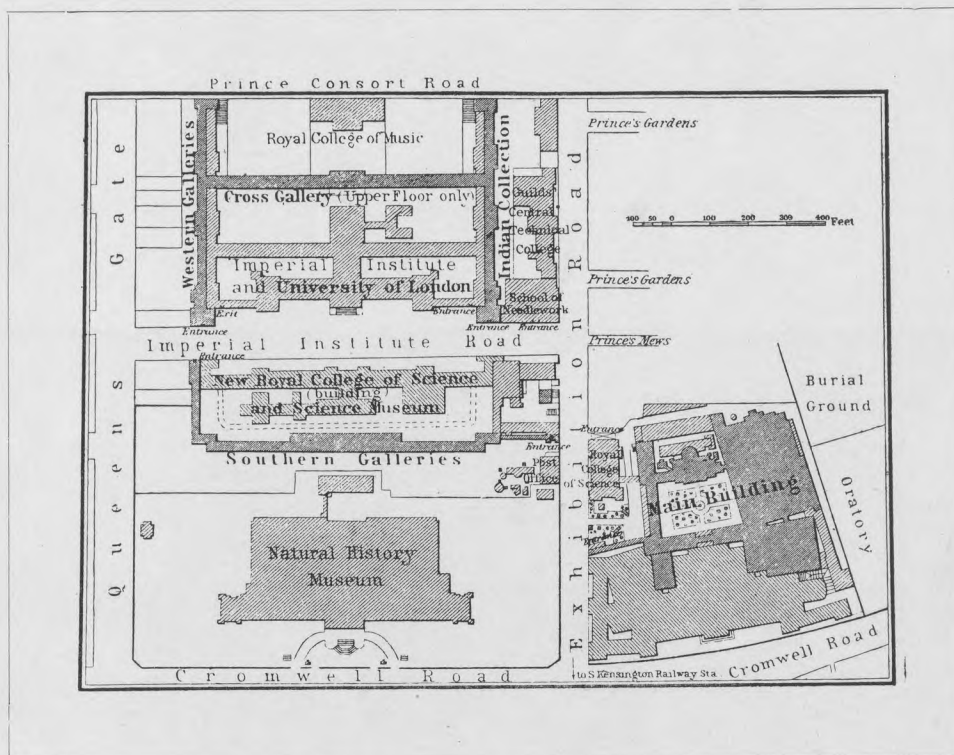 Prince Consort Road
Queens Gate
Western Galleries
Royal College of Music
Indian Collection
Cross Gallery (Upper Floor only)
Guilds'
Central
Technical
College
Imperial Institute
and University of London
School of
Needlework
Exit
Entrance
Entrance
Entrance
Entrance
Imperial Institute Road
Entrance
New Royal College of Science
(building)
and Science Museum
Southern Galleries
Entrance
Post
Office
Natural History
Museum
Cromwell Road
Exhibition Road
Prince's Gardens
100 50 0 100 200 300 400 Feet
Prince's Gardens
Prince's Mews
Burial
Ground
Entrance
Royal
College
of Science
Main Building
Oratory
Cromwell Road
to S. Kensington Railway Sta.